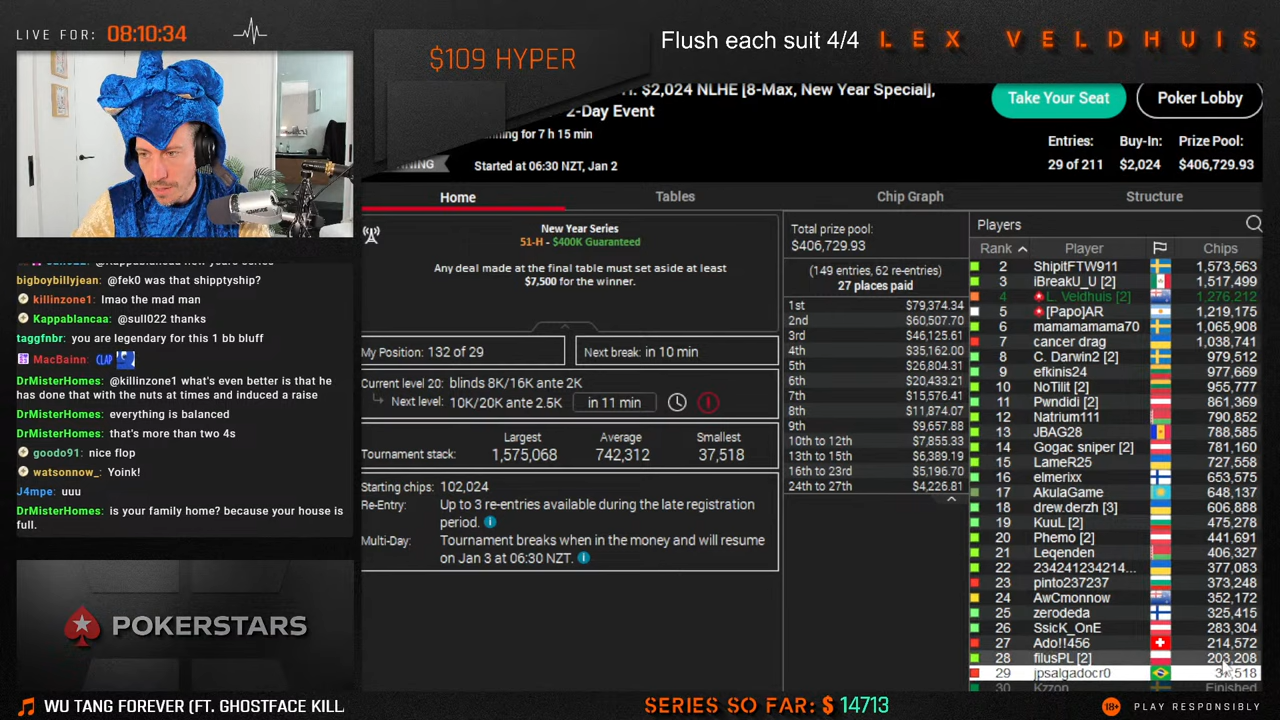 LIVE FOR: 08:10:34
$109 HYPER
Flush each suit 4/4
LEX VELDHUIS
$2,024 NLHE [8-Max, New Year Special],
2-Day Event
Take Your Seat
Poker Lobby
ning for 7 h 15 min
Started at 06:30 NZT, Jan 2
Entries: Buy-In: Prize Pool:
29 of 211 $2,024 $406,729.93
Home Tables Chip Graph Structure
New Year Series
51-H - $400K Guaranteed
Any deal made at the final table must set aside at least
$7,500 for the winner.
My Position: 132 of 29
Next break: in 10 min
Current level 20: blinds 8K/16K ante 2K
Next level: 10K/20K ante 2.5K in 11 min
Largest Average Smallest
Tournament stack: 1,575,068 742,312 37,518
Starting chips: 102,024
Re-Entry: Up to 3 re-entries available during the late registration
period.
Multi-Day: Tournament breaks when in the money and will resume
on Jan 3 at 06:30 NZT.
Total prize pool:
$406,729.93
(149 entries, 62 re-entries)
27 places paid
1st $79,374.34
2nd $60,507.70
3rd $46,125.61
4th $35,162.00
5th $26,804.31
6th $20,433.21
7th $15,576.41
8th $11,874.07
9th $9,657.88
10th to 12th $7,855.33
13th to 15th $6,389.19
16th to 23rd $5,196.70
24th to 27th $4,226.81
Players
Rank Player Chips
2 ShipitFTW911 1,573,563
3 iBreakU_U [2] 1,517,499
4 L. Veldhuis [2] 1,276,212
5 [Papo]AR 1,219,175
6 mamamamama70 1,065,908
7 cancer drag 1,038,741
8 C. Darwin2 [2] 979,512
9 efkinis24 977,669
10 NoTilit [2] 955,777
11 Pwndidi [2] 861,369
12 Natrium111 790,852
13 JBAG28 788,585
14 Gogac sniper [2] 781,160
15 LameR25 727,558
16 elmerixx 653,575
17 AkulaGame 648,137
18 drew.derzh [3] 606,888
19 KuuL [2] 475,278
20 Phemo [2] 441,691
21 Legenden 406,327
22 234241234214... 377,083
23 pinto237237 373,248
24 AwCmonnow 352,172
25 zerodeda 325,415
26 SsicK_OnE 283,304
27 Ado!!456 214,572
28 filusPL [2] 203,208
29 jpsalgadocr0
30 Kzzon Finished
bigboybillyjean: @fek0 was that shipptyship?
killinzone1: lmao the mad man
Kappablancaa: @sull022 thanks
taggfnbr: you are legendary for this 1 bb bluff
MacBainn: CLAP
DrMisterHomes: @killinzone1 what's even better is that he
has done that with the nuts at times and induced a raise
DrMisterHomes: everything is balanced
DrMisterHomes: that's more than two 4s
goodo91: nice flop
watsonnow_: Yoink!
J4mpe: uuu
DrMisterHomes: is your family home? because your house is
full.
POKERSTARS
WU TANG FOREVER (FT. GHOSTFACE KILL
SERIES SO FAR: $ 14713
18+ PLAY RESPONSIBLY